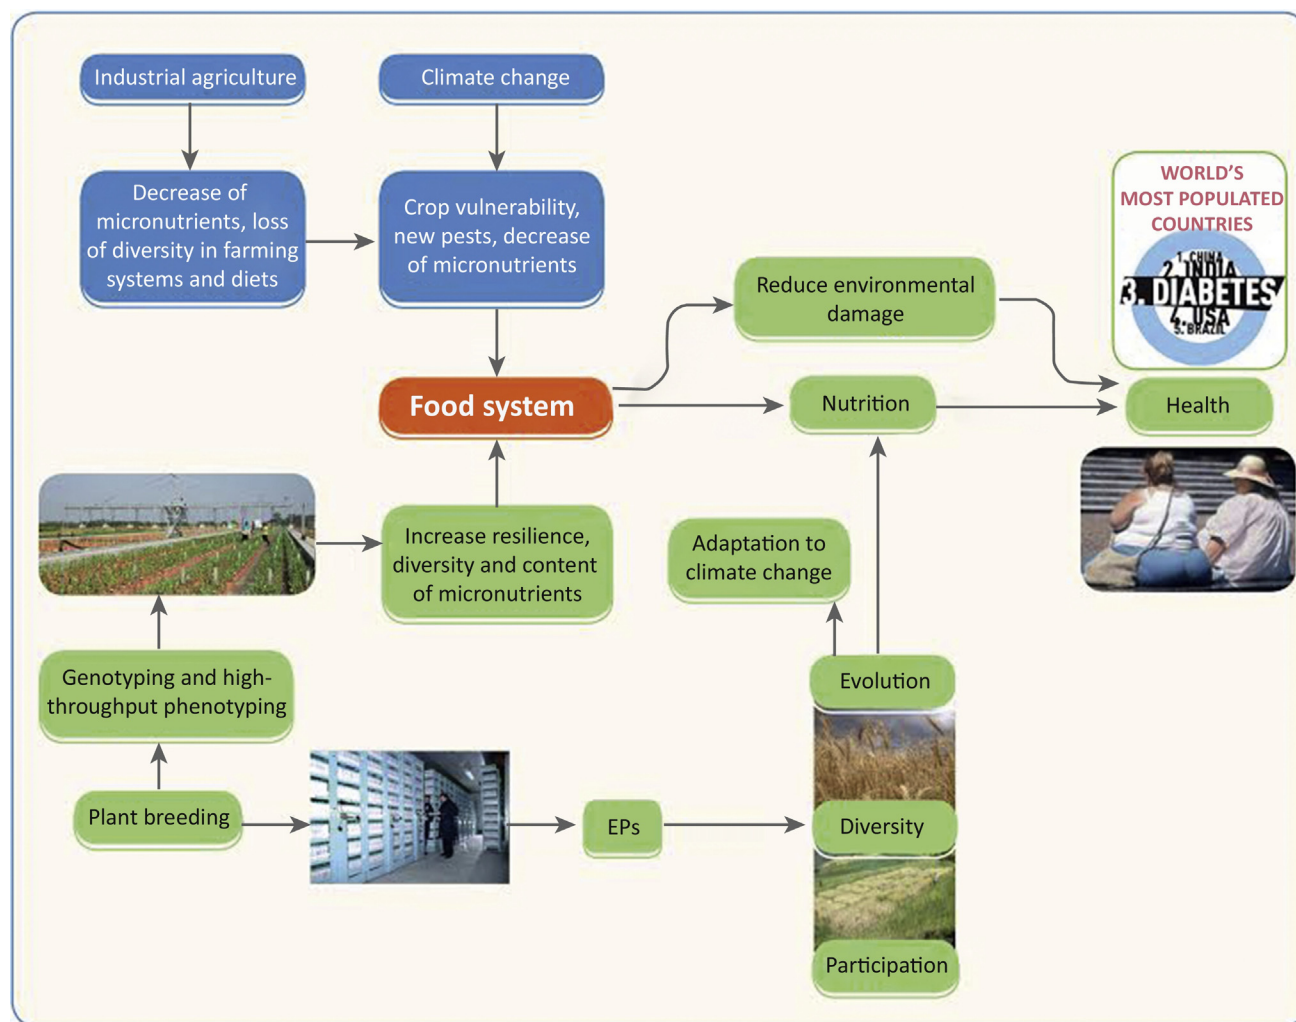 Industrial agriculture
Climate change
Decrease of
micronutrients, loss
of diversity in farming
systems and diets
Crop vulnerability,
new pests, decrease
of micronutrients
WORLD'S
MOST POPULATED
COUNTRIES
1. CHINA
2. INDIA
3. DIABETES
4. USA
5. BRAZIL
Reduce environmental
damage
Food system
Nutrition
Health
Increase resilience,
diversity and content
of micronutrients
Adaptation to
climate change
Genotyping and high-
throughput phenotyping
Evolution
Plant breeding
EPs
Diversity
Participation